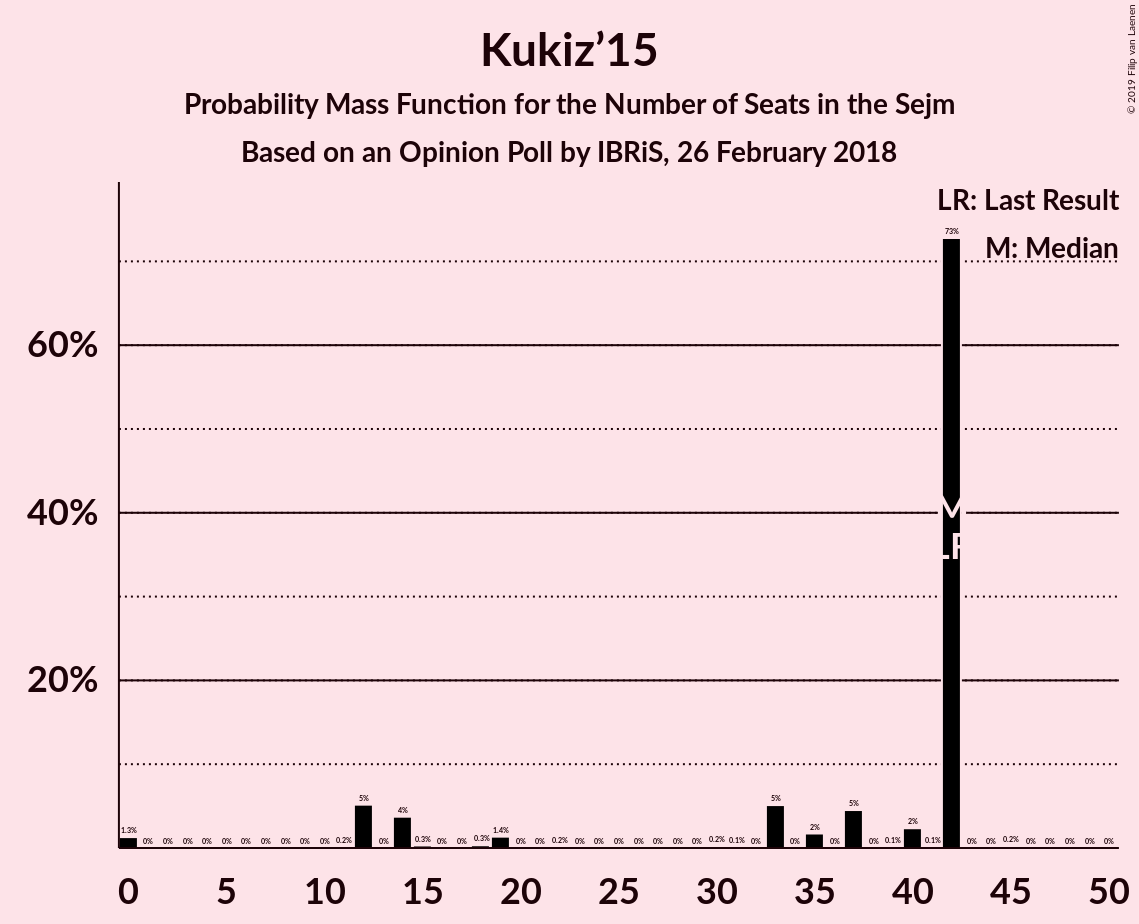 Kukiz’15
Probability Mass Function for the Number of Seats in the Sejm
Based on an Opinion Poll by IBRiS, 26 February 2018
© 2019 Filip van Laenen
LR: Last Result
M: Median
73%
60%
40%
20%
M
LR
1.3% 0% 0% 0% 0% 0% 0% 0% 0% 0% 0% 0.2% 5% 0% 4% 0.3% 0% 0% 0.3% 1.4% 0% 0% 0.2% 0% 0% 0% 0% 0% 0% 0% 0.2% 0.1% 0% 5% 0% 2% 0% 5% 0% 0.1% 2% 0.1% 0% 0% 0.2% 0% 0% 0% 0% 0%
0 5 10 15 20 25 30 35 40 45 50